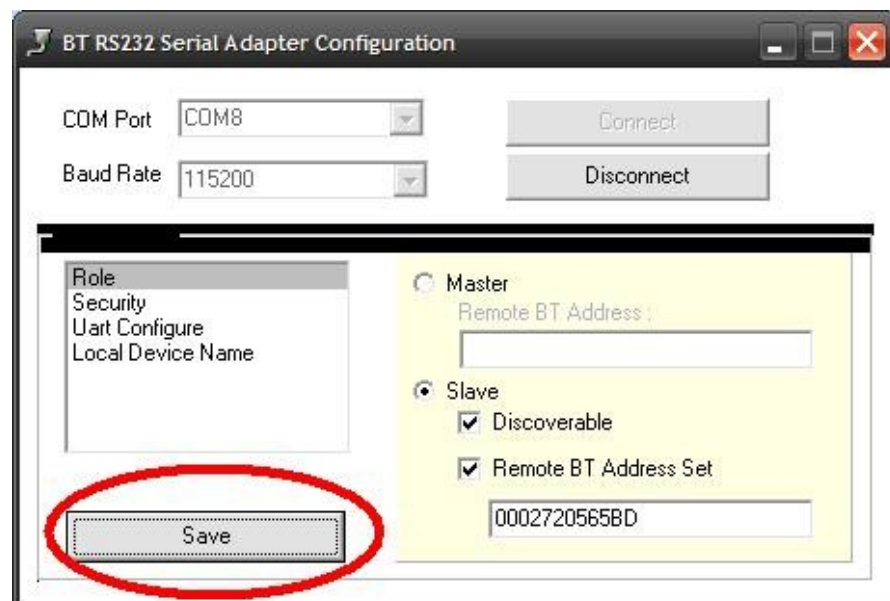 BT RS232 Serial Adapter Configuration
COM Port COM8 Connect
Baud Rate 115200 Disconnect
Role
Security
Uart Configure
Local Device Name
Save
Master
Remote BT Address :
Slave
Discoverable
Remote BT Address Set
0002720565BD